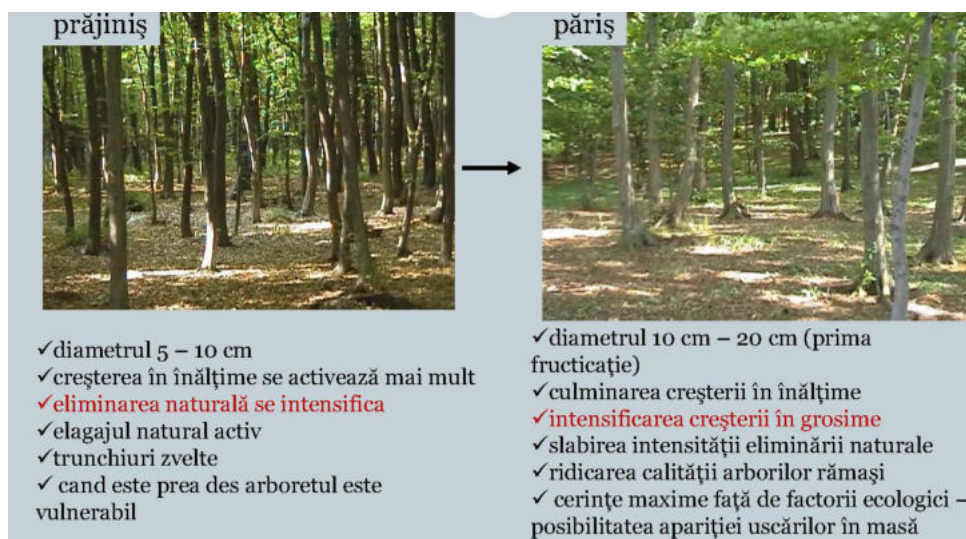 prăjiniş
diametrul 5 – 10 cm
creşterea în înălţime se activează mai mult
eliminarea naturală se intensifica
elagajul natural activ
trunchiuri zvelte
cand este prea des arboretul este
vulnerabil
păriş
diametrul 10 cm – 20 cm (prima
fructicaţie)
culminarea creşterii în înălţime
intensificarea creşterii în grosime
slabirea intensităţii eliminării naturale
ridicarea calităţii arborilor rămaşi
cerinţe maxime faţă de factorii ecologici –
posibilitatea apariţiei uscărilor în masă